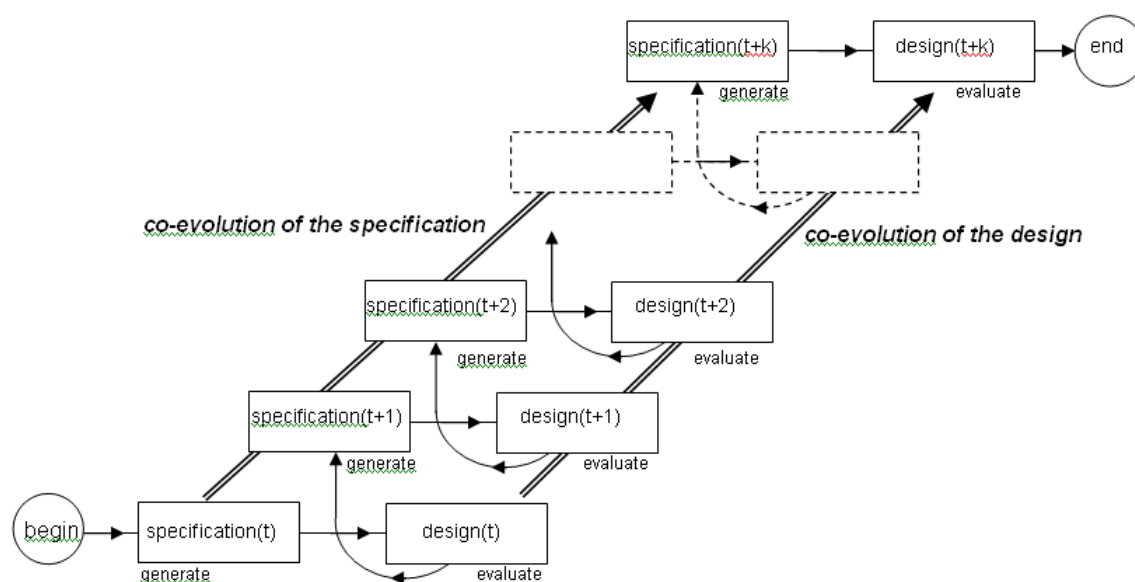 specification(t+k)
design(t+k)
end
generate
evaluate
co-evolution of the specification
co-evolution of the design
specification(t+2)
design(t+2)
generate
evaluate
specification(t+1)
design(t+1)
generate
evaluate
begin
specification(t)
design(t)
generate
evaluate